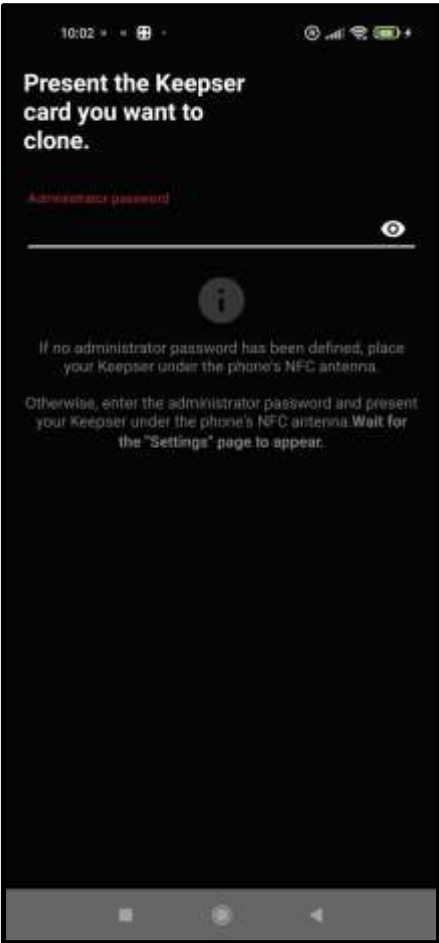 10:02
Present the Keepser
card you want to
clone.
Administrator password
If no administrator password has been defined, place
your Keepser under the phone's NFC antenna.
Otherwise, enter the administrator password and present
your Keepser under the phone's NFC antenna.Wait for
the "Settings" page to appear.